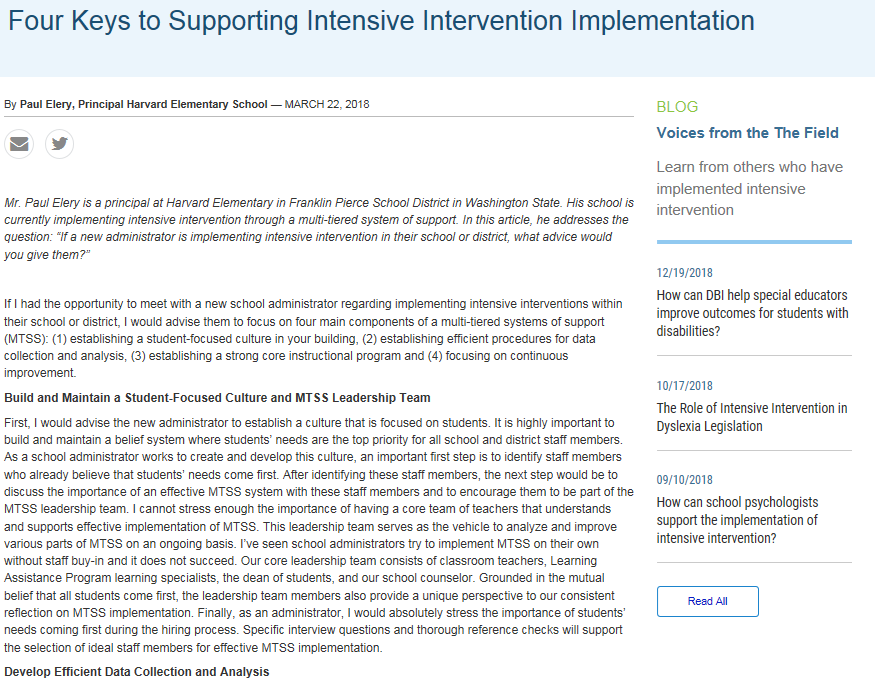 Four Keys to Supporting Intensive Intervention Implementation
By Paul Elery, Principal Harvard Elementary School — MARCH 22, 2018
Mr. Paul Elery is a principal at Harvard Elementary in Franklin Pierce School District in Washington State. His school is
currently implementing intensive intervention through a multi-tiered system of support. In this article, he addresses the
question: “If a new administrator is implementing intensive intervention in their school or district, what advice would
you give them?”
If I had the opportunity to meet with a new school administrator regarding implementing intensive interventions within
their school or district, I would advise them to focus on four main components of a multi-tiered systems of support
(MTSS): (1) establishing a student-focused culture in your building, (2) establishing efficient procedures for data
collection and analysis, (3) establishing a strong core instructional program and (4) focusing on continuous
improvement.
Build and Maintain a Student-Focused Culture and MTSS Leadership Team
First, I would advise the new administrator to establish a culture that is focused on students. It is highly important to
build and maintain a belief system where students’ needs are the top priority for all school and district staff members.
As a school administrator works to create and develop this culture, an important first step is to identify staff members
who already believe that students’ needs come first. After identifying these staff members, the next step would be to
discuss the importance of an effective MTSS system with these staff members and to encourage them to be part of the
MTSS leadership team. I cannot stress enough the importance of having a core team of teachers that understands
and supports effective implementation of MTSS. This leadership team serves as the vehicle to analyze and improve
various parts of MTSS on an ongoing basis. I’ve seen school administrators try to implement MTSS on their own
without staff buy-in and it does not succeed. Our core leadership team consists of classroom teachers, Learning
Assistance Program learning specialists, the dean of students, and our school counselor. Grounded in the mutual
belief that all students come first, the leadership team members also provide a unique perspective to our consistent
reflection on MTSS implementation. Finally, as an administrator, I would absolutely stress the importance of students’
needs coming first during the hiring process. Specific interview questions and thorough reference checks will support
the selection of ideal staff members for effective MTSS implementation.
Develop Efficient Data Collection and Analysis
BLOG
Voices from the The Field
Learn from others who have
implemented intensive
intervention
12/19/2018
How can DBI help special educators
improve outcomes for students with
disabilities?
10/17/2018
The Role of Intensive Intervention in
Dyslexia Legislation
09/10/2018
How can school psychologists
support the implementation of
intensive intervention?
Read All